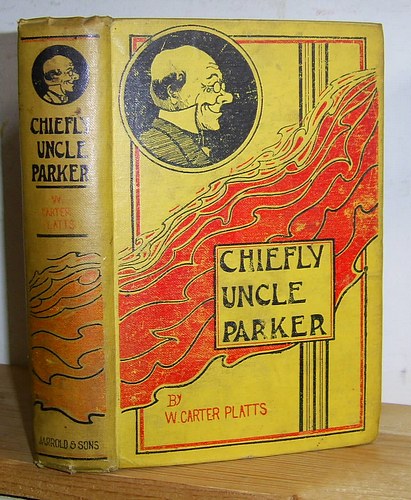 CHIEFLY
UNCLE
PARKER
W.
CARTER
PLATTS
JARROLD & SONS
CHIEFLY
UNCLE
PARKER
BY
W. CARTER PLATTS